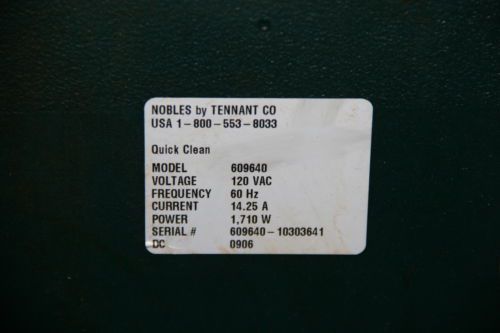 NOBLES by TENNANT CO
USA 1-800-553-8033
Quick Clean
MODEL 609640
VOLTAGE 120 VAC
FREQUENCY 60 Hz
CURRENT 14.25 A
POWER 1,710 W
SERIAL # 609640-10303641
DC 0906